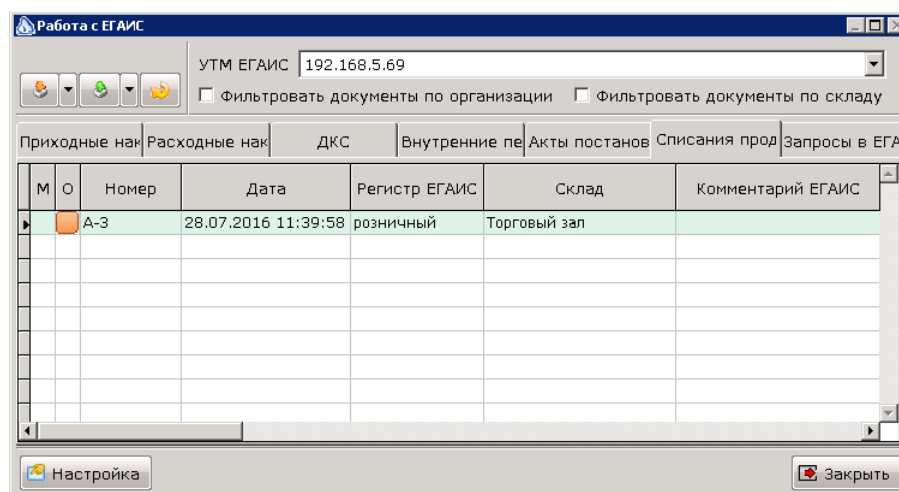 Работа с ЕГАИС
УТМ ЕГАИС 192.168.5.69
Фильтровать документы по организации Фильтровать документы по складу
Приходные нак Расходные нак ДКС Внутренние пе Акты постанов Списания прод Запросы в ЕГА
М О Номер Дата Регистр ЕГАИС Склад Комментарий ЕГАИС
А-3 28.07.2016 11:39:58 розничный Торговый зал
Настройка Закрыть